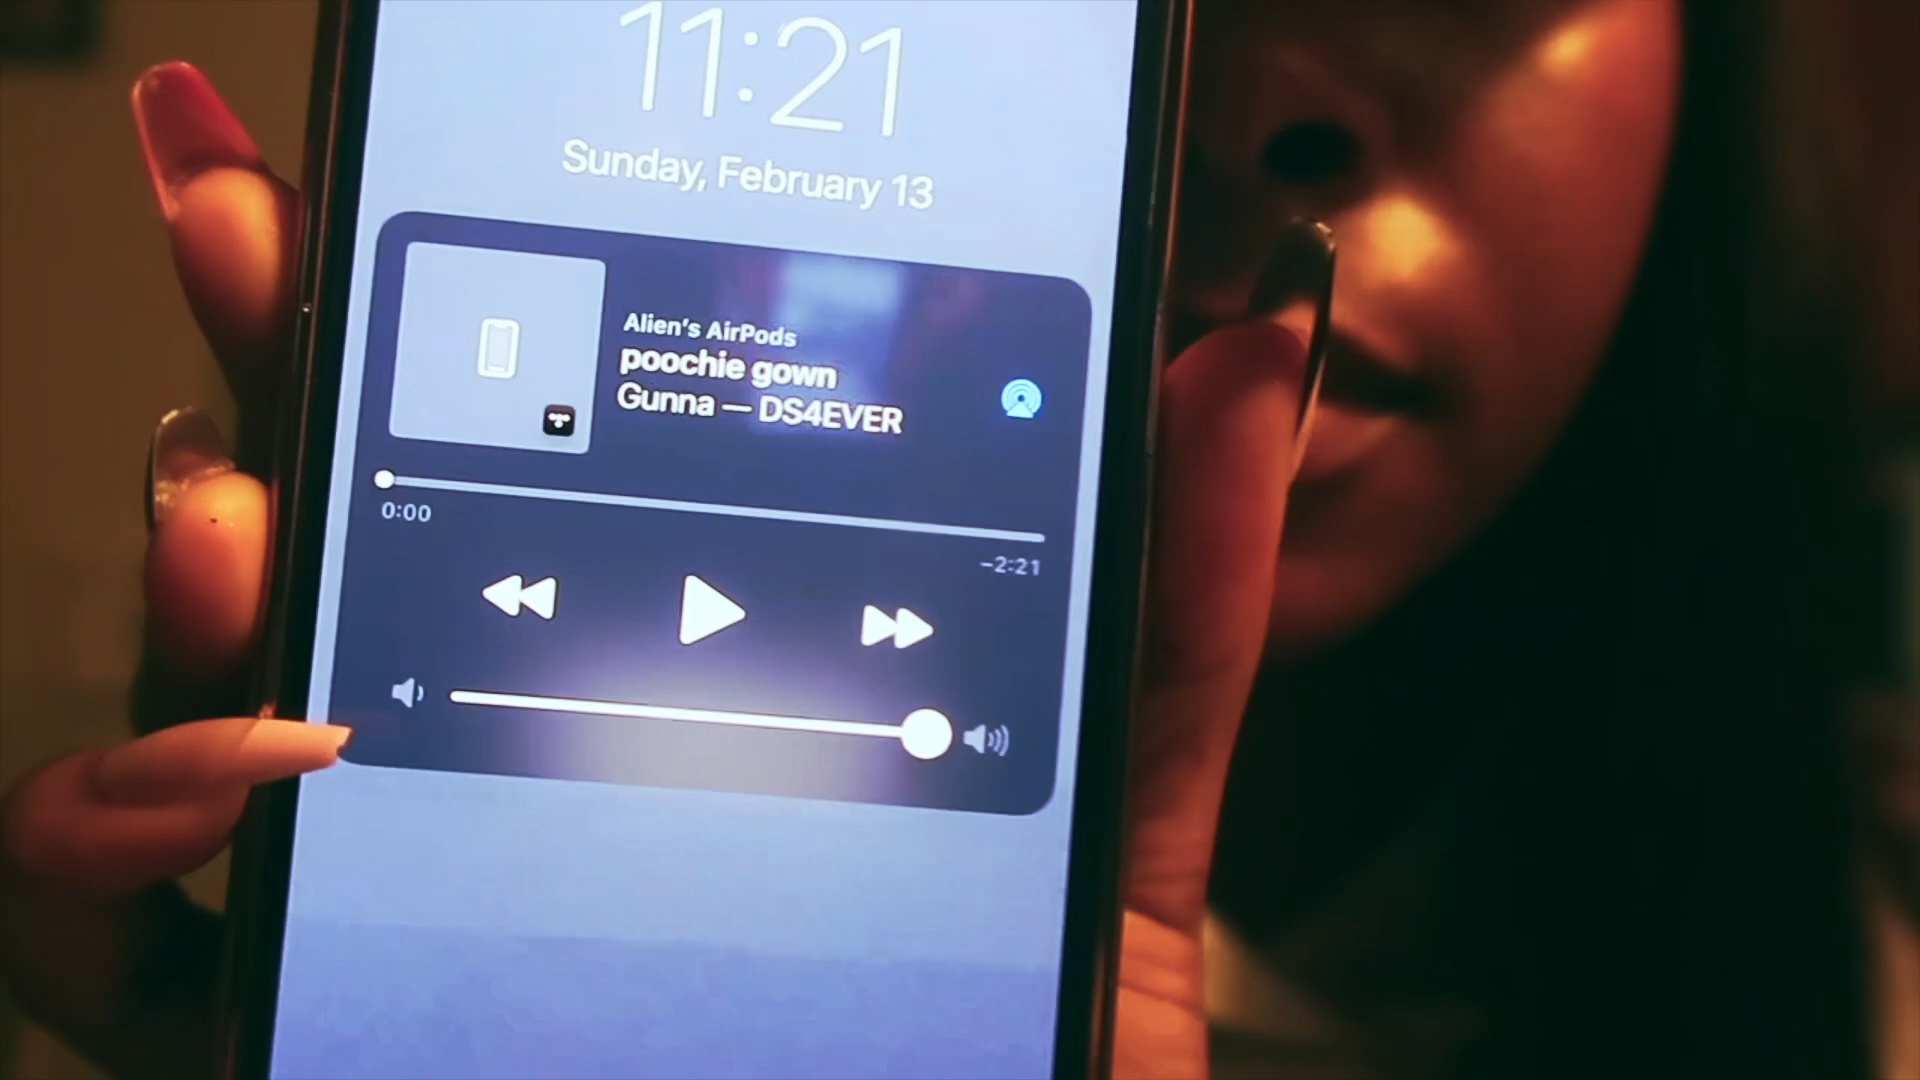 11:21
Sunday, February 13
Alien's AirPods
poochie gown
Gunna — DS4EVER
0:00
-2:21